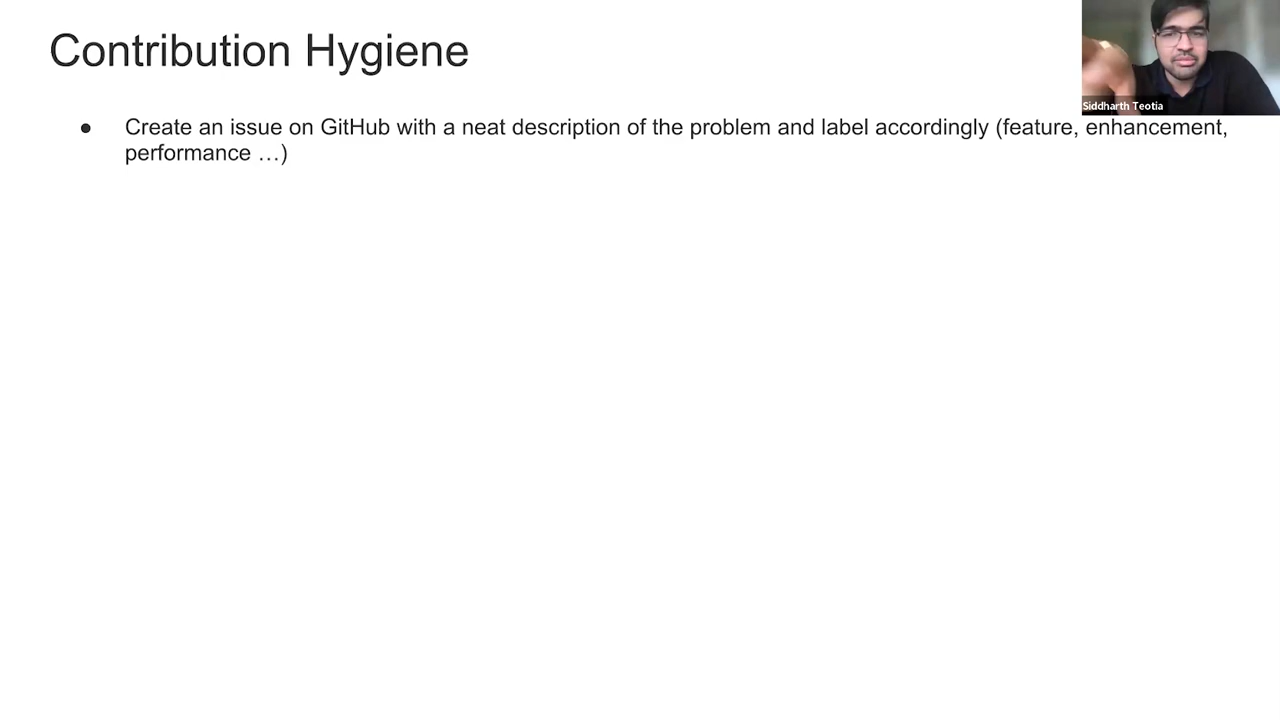 Contribution Hygiene
Siddharth Teotia
● Create an issue on GitHub with a neat description of the problem and label accordingly (feature, enhancement,
performance …)